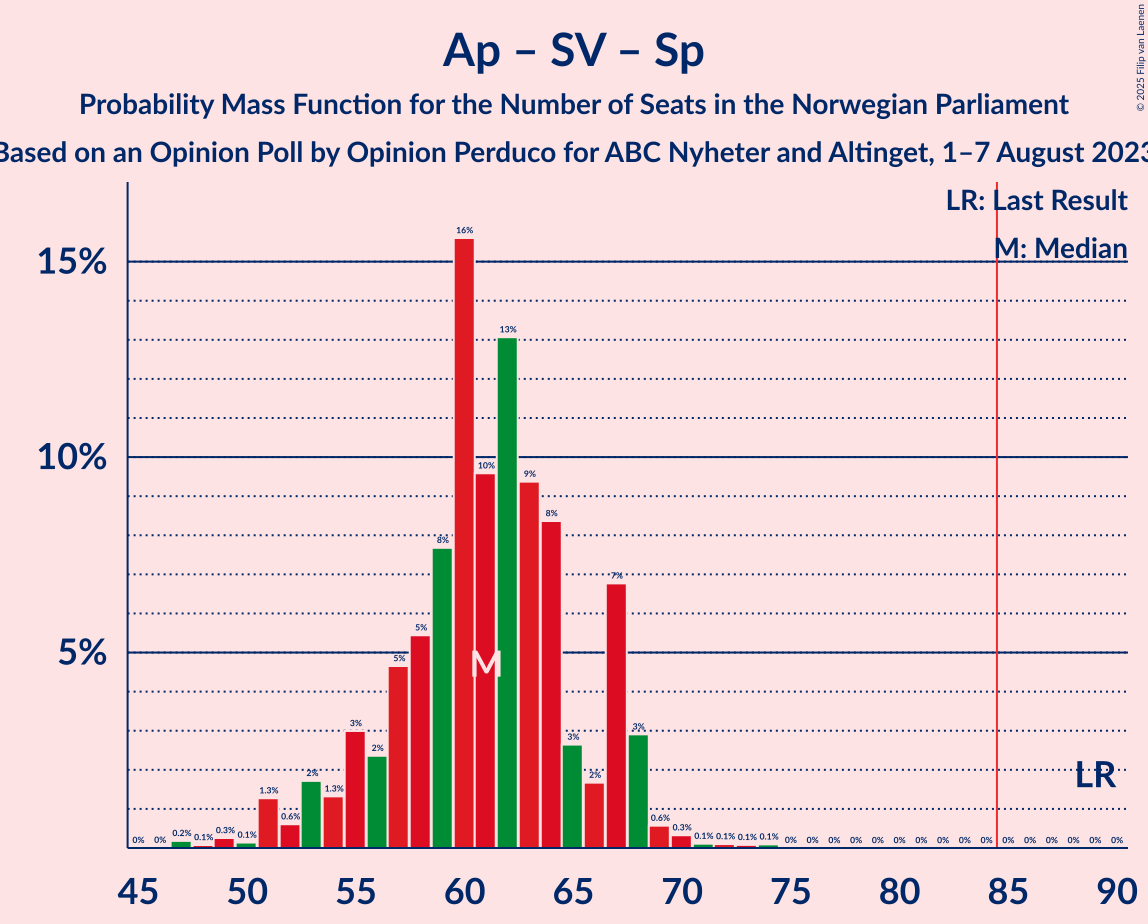 Ap – SV – Sp
Probability Mass Function for the Number of Seats in the Norwegian Parliament
Based on an Opinion Poll by Opinion Perduco for ABC Nyheter and Altinget, 1–7 August 2023
© 2025 Filip van Laenen
LR: Last Result
M: Median
15%
10%
5%
0% 0% 0.2% 0.1% 0.3% 0.1% 1.3% 0.6% 2% 1.3% 3% 2% 5% 5% 8% 16% 10% 13% 9% 8% 3% 2% 7% 3% 0.6% 0.3% 0.1% 0.1% 0.1% 0.1% 0% 0% 0% 0% 0% 0% 0% 0% 0% 0% 0% 0% 0% 0% 0% 0%
M
LR
45 50 55 60 65 70 75 80 85 90